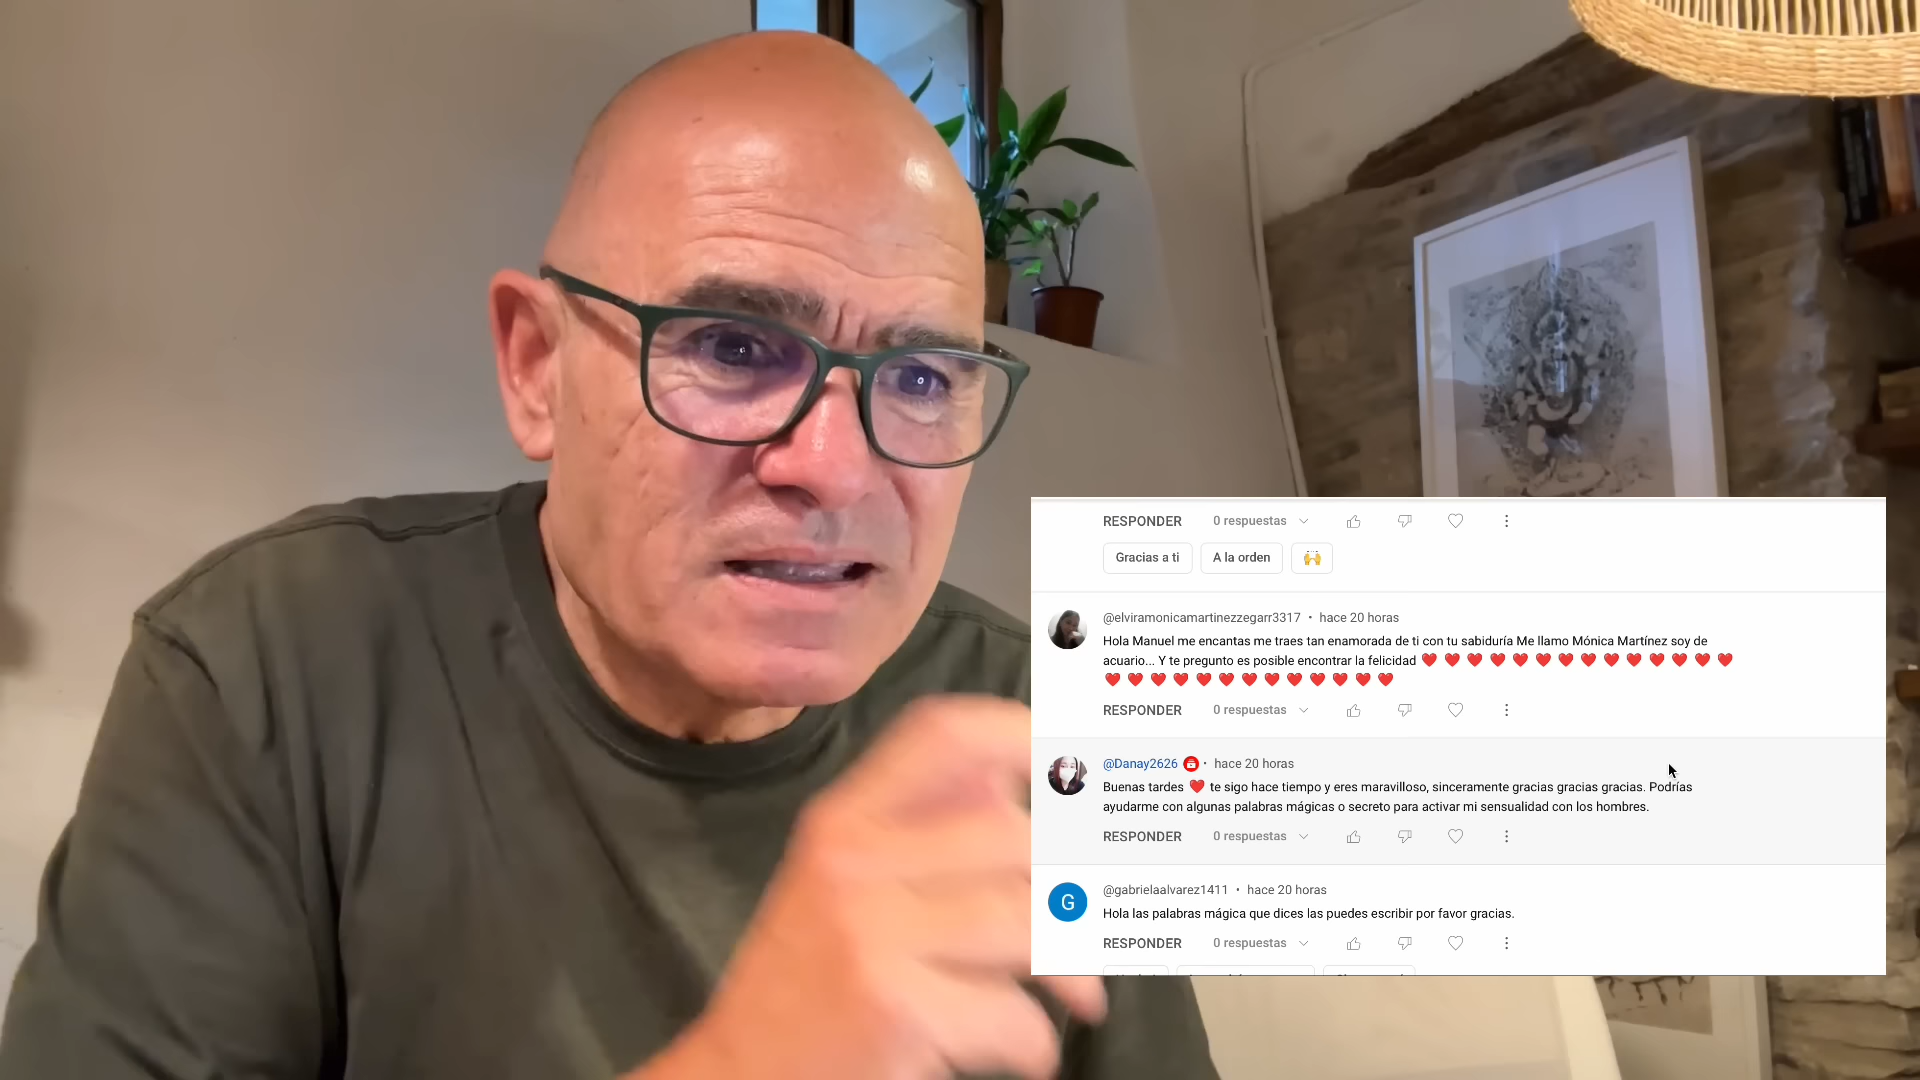 RESPONDER 0 respuestas
Gracias a ti A la orden
@elviramonicamartinezzegarr3317 • hace 20 horas
Hola Manuel me encantas me traes tan enamorada de ti con tu sabiduría Me llamo Mónica Martínez soy de
acuario... Y te pregunto es posible encontrar la felicidad ❤️ ❤️ ❤️ ❤️ ❤️ ❤️ ❤️ ❤️ ❤️ ❤️ ❤️ ❤️ ❤️ ❤️
❤️ ❤️ ❤️ ❤️ ❤️ ❤️ ❤️ ❤️ ❤️ ❤️ ❤️ ❤️ ❤️
RESPONDER 0 respuestas
@Danay2626 • hace 20 horas
Buenas tardes ❤️ te sigo hace tiempo y eres maravilloso, sinceramente gracias gracias gracias. Podrías
ayudarme con algunas palabras mágicas o secreto para activar mi sensualidad con los hombres.
RESPONDER 0 respuestas
G
@gabrielaalvarez1411 • hace 20 horas
Hola las palabras mágica que dices las puedes escribir por favor gracias.
RESPONDER 0 respuestas